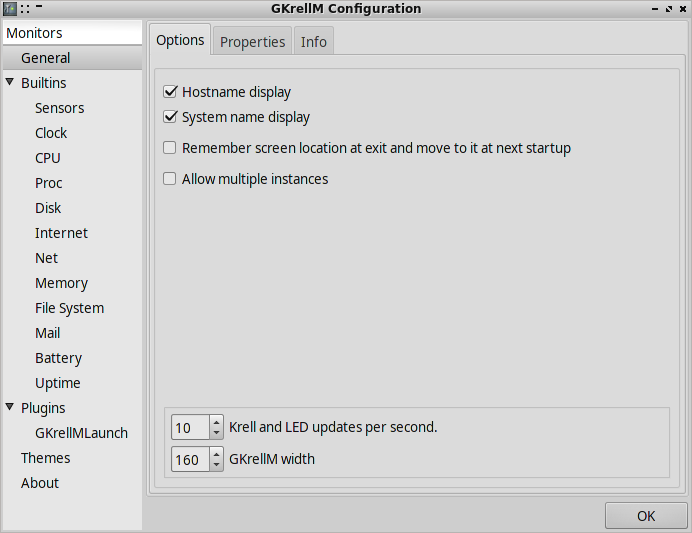 GKrellM Configuration
Monitors
General
Builtins
Sensors
Clock
CPU
Proc
Disk
Internet
Net
Memory
File System
Mail
Battery
Uptime
Plugins
GKrellMLaunch
Themes
About
Options Properties Info
Hostname display
System name display
Remember screen location at exit and move to it at next startup
Allow multiple instances
10 Krell and LED updates per second.
160 GKrellM width
OK